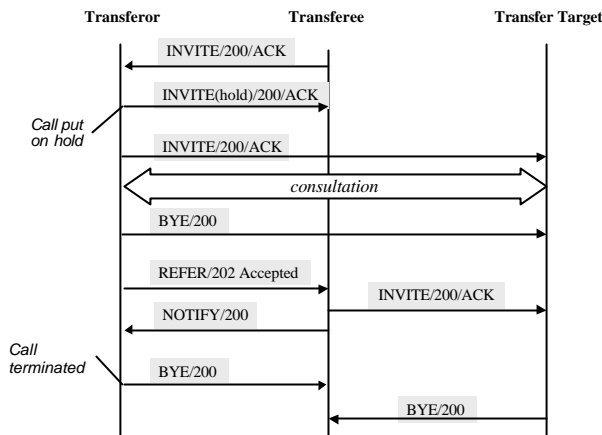 Transferor
Transferee
Transfer Target
INVITE/200/ACK
INVITE(hold)/200/ACK
Call put
on hold
INVITE/200/ACK
consultation
BYE/200
REFER/202 Accepted
INVITE/200/ACK
NOTIFY/200
Call
terminated
BYE/200
BYE/200